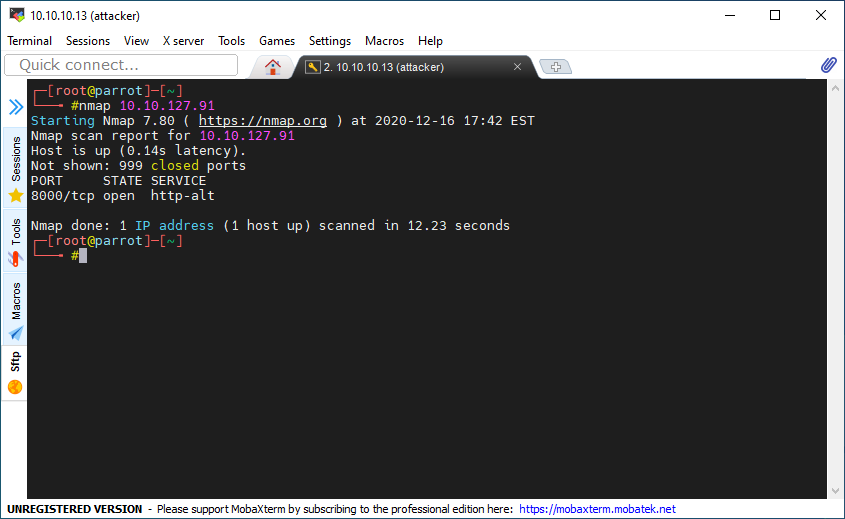 10.10.10.13 (attacker)
Terminal Sessions View X server Tools Games Settings Macros Help
Quick connect...
2. 10.10.10.13 (attacker)
Sessions
Tools
Macros
Sftp
┌─[root@parrot]─[~]
└──╼ #nmap 10.10.127.91
Starting Nmap 7.80 ( https://nmap.org ) at 2020-12-16 17:42 EST
Nmap scan report for 10.10.127.91
Host is up (0.14s latency).
Not shown: 999 closed ports
PORT     STATE SERVICE
8000/tcp open  http-alt
Nmap done: 1 IP address (1 host up) scanned in 12.23 seconds
┌─[root@parrot]─[~]
└──╼ #
UNREGISTERED VERSION - Please support MobaXterm by subscribing to the professional edition here: https://mobaxterm.mobatek.net